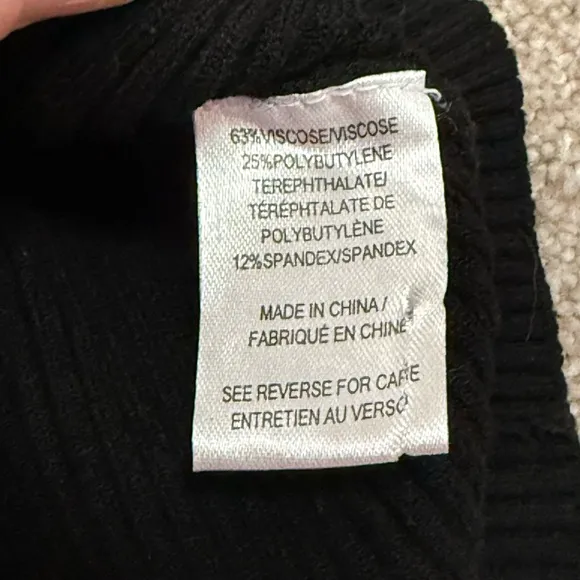 63%VISCOSE/VISCOSE
25%POLYBUTYLENE
TEREPHTHALATE/
TÉRÉPHTALATE DE
POLYBUTYLÈNE
12%SPANDEX/SPANDEX
MADE IN CHINA/
FABRIQUÉ EN CHINE
SEE REVERSE FOR CARE
ENTRETIEN AU VERSO